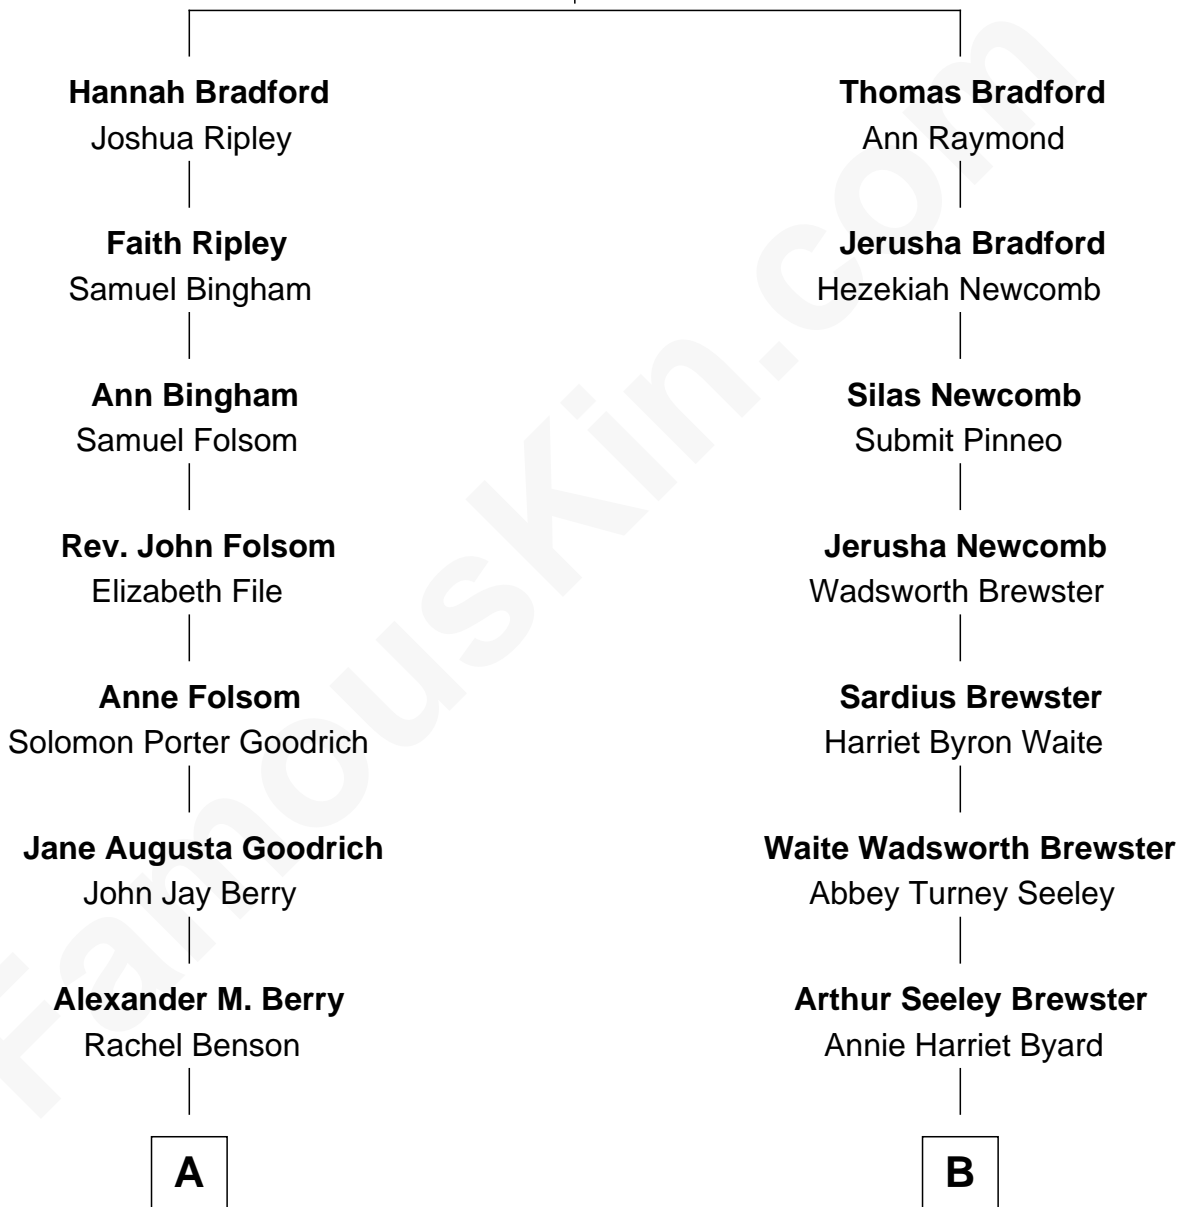 Hannah Bradford
Joshua Ripley
Thomas Bradford
Ann Raymond
Faith Ripley
Samuel Bingham
Jerusha Bradford
Hezekiah Newcomb
Ann Bingham
Samuel Folsom
Silas Newcomb
Submit Pinneo
Rev. John Folsom
Elizabeth File
Jerusha Newcomb
Wadsworth Brewster
Anne Folsom
Solomon Porter Goodrich
Sardius Brewster
Harriet Byron Waite
Jane Augusta Goodrich
John Jay Berry
Waite Wadsworth Brewster
Abbey Turney Seeley
Alexander M. Berry
Rachel Benson
Arthur Seeley Brewster
Annie Harriet Byard
A
B
FamousKin.com